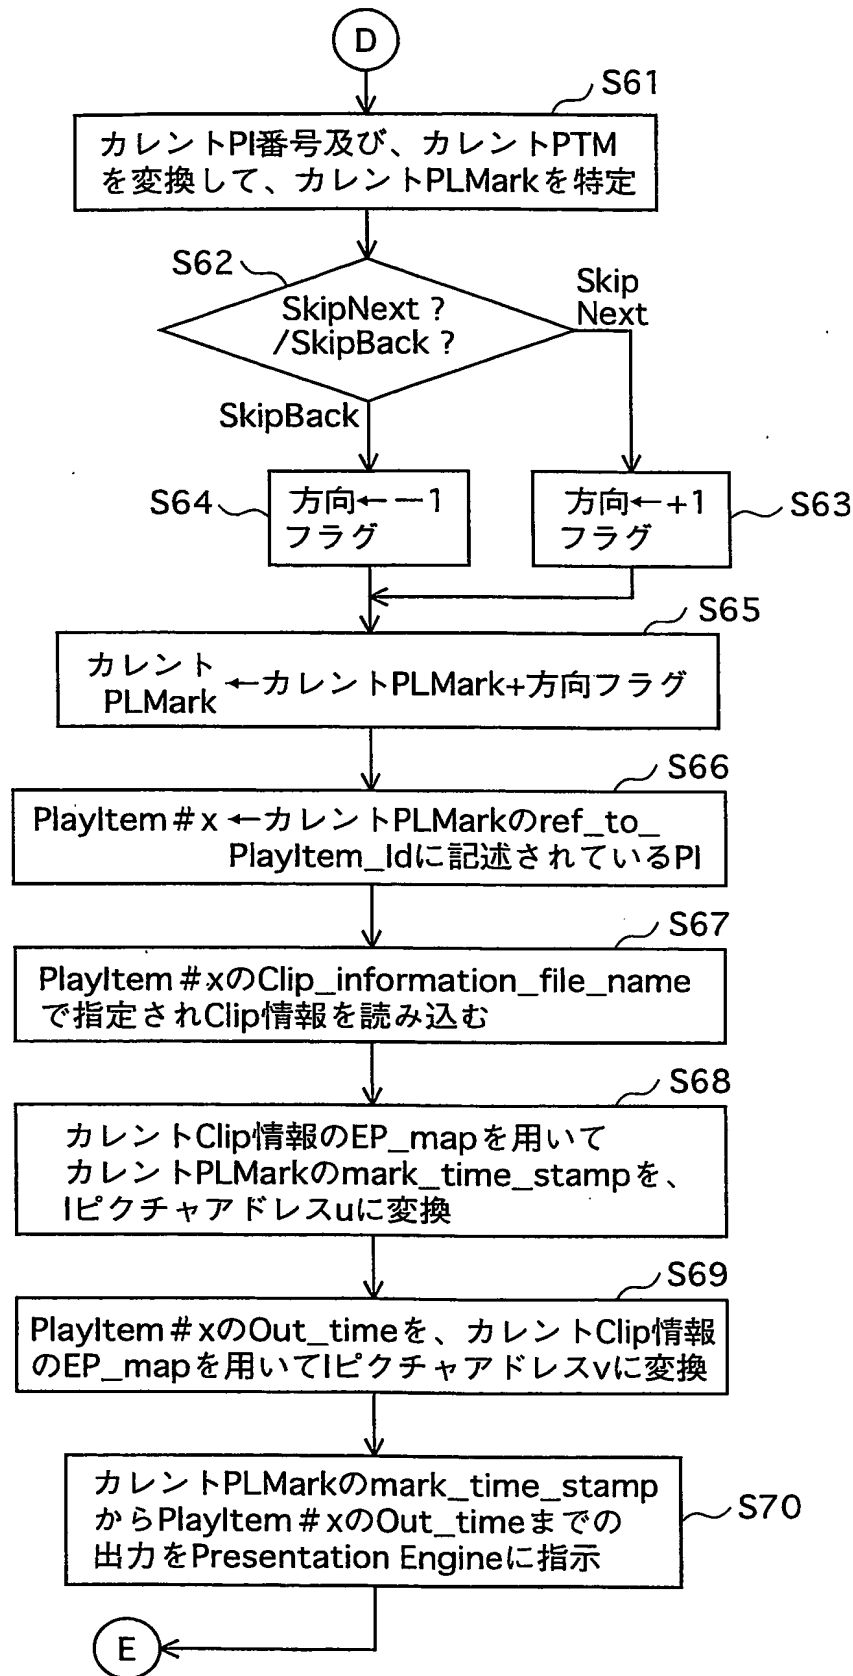 D
S61
カレントPI番号及び、カレントPTM
を変換して、カレントPLMarkを特定
S62
SkipNext ?
/SkipBack ?
Skip
Next
SkipBack
S64
方向←－1
フラグ
方向←+1
フラグ
S63
S65
カレント
PLMark
←カレントPLMark+方向フラグ
S66
PlayItem＃x←カレントPLMarkのref_to_
PlayItem_Idに記述されているPI
S67
PlayItem＃xのClip_information_file_name
で指定されClip情報を読み込む
S68
カレントClip情報のEP_mapを用いて
カレントPLMarkのmark_time_stampを、
Iピクチャアドレスuに変換
S69
PlayItem＃xのOut_timeを、カレントClip情報
のEP_mapを用いてIピクチャアドレスvに変換
カレントPLMarkのmark_time_stamp
からPlayItem＃xのOut_timeまでの
出力をPresentation Engineに指示
S70
E